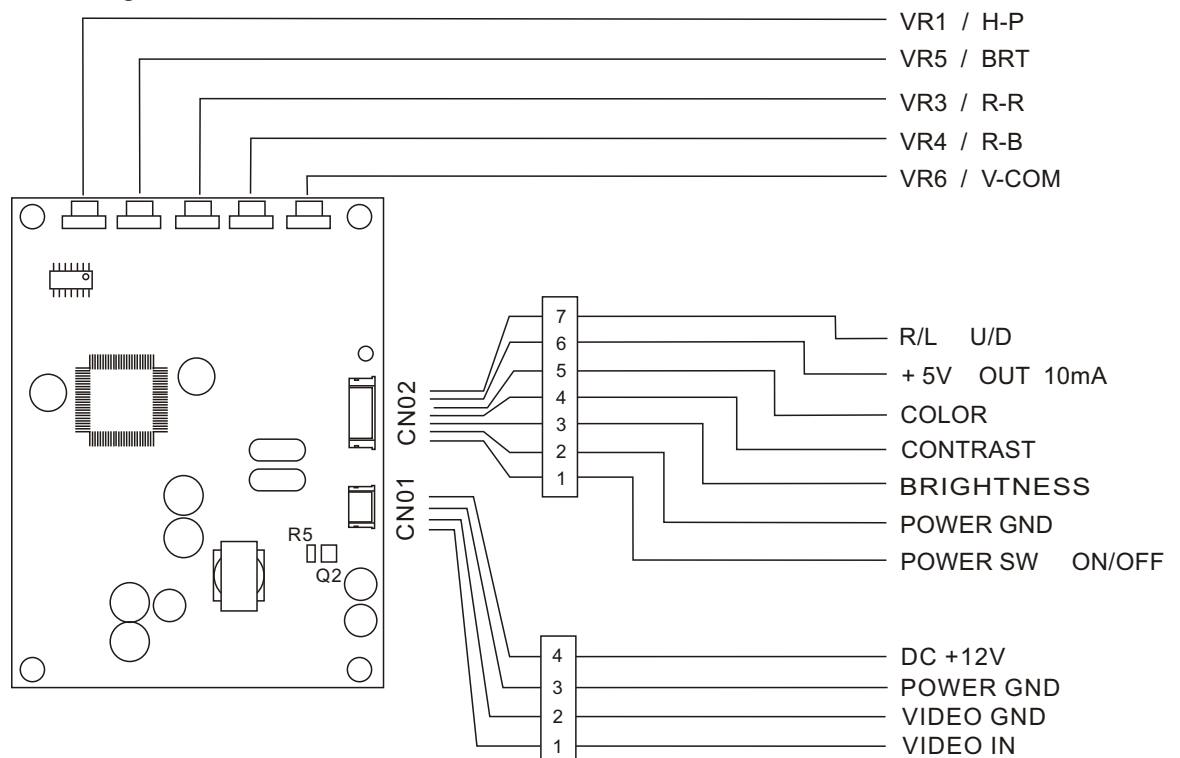 VR1 / H-P
VR5 / BRT
VR3 / R-R
VR4 / R-B
VR6 / V-COM
CN02
7
6
5
4
3
2
1
R/L U/D
+ 5V OUT 10mA
COLOR
CONTRAST
BRIGHTNESS
POWER GND
POWER SW ON/OFF
CN01
R5
Q2
4
3
2
1
DC +12V
POWER GND
VIDEO GND
VIDEO IN